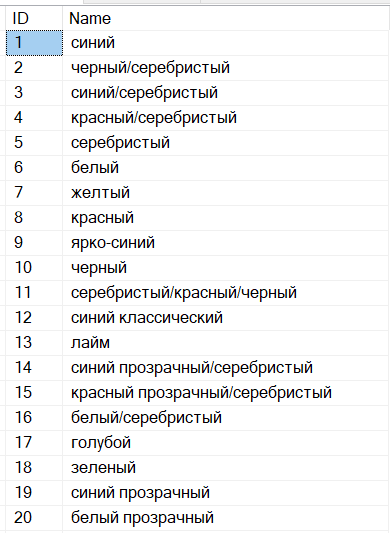 ID Name
1 синий
2 черный/серебристый
3 синий/серебристый
4 красный/серебристый
5 серебристый
6 белый
7 желтый
8 красный
9 ярко-синий
10 черный
11 серебристый/красный/черный
12 синий классический
13 лайм
14 синий прозрачный/серебристый
15 красный прозрачный/серебристый
16 белый/серебристый
17 голубой
18 зеленый
19 синий прозрачный
20 белый прозрачный